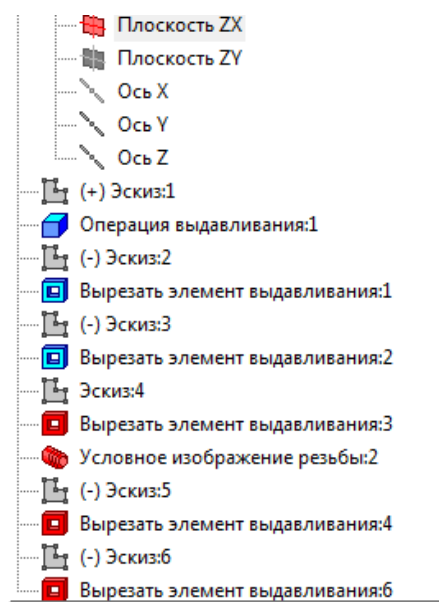 Плоскость ZX
Плоскость ZY
Ось X
Ось Y
Ось Z
(+) Эскиз:1
Операция выдавливания:1
(-) Эскиз:2
Вырезать элемент выдавливания:1
(-) Эскиз:3
Вырезать элемент выдавливания:2
Эскиз:4
Вырезать элемент выдавливания:3
Условное изображение резьбы:2
(-) Эскиз:5
Вырезать элемент выдавливания:4
(-) Эскиз:6
Вырезать элемент выдавливания:6